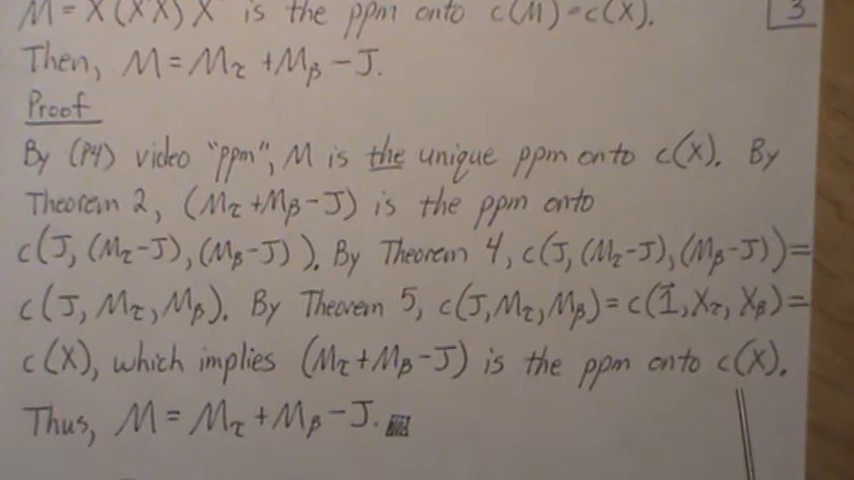 M = X(X'X)⁻X' is the ppm onto c(M) = c(X).
3
Then, M = M_τ + M_β − J.
Proof
By (P4) video "ppm", M is the unique ppm onto c(X). By
Theorem 2, (M_τ + M_β − J) is the ppm onto
c(J, (M_τ−J), (M_β−J)). By Theorem 4, c(J, (M_τ−J), (M_β−J)) =
c(J, M_τ, M_β). By Theorem 5, c(J, M_τ, M_β) = c(1⃗, X_τ, X_β) =
c(X), which implies (M_τ + M_β − J) is the ppm onto c(X).
Thus, M = M_τ + M_β − J.